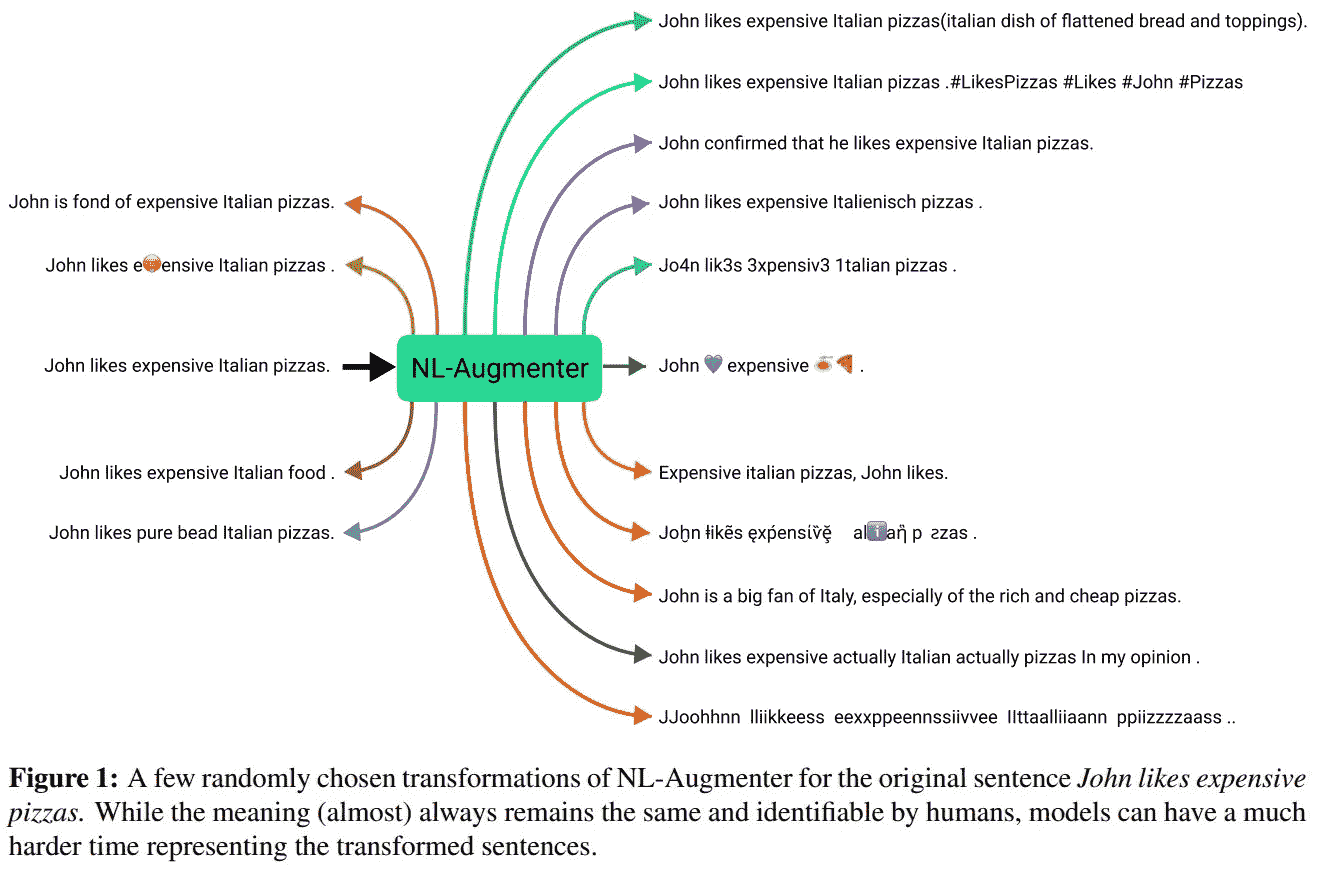 John likes expensive Italian pizzas(italian dish of flattened bread and toppings).
John likes expensive Italian pizzas .#LikesPizzas #Likes #John #Pizzas
John confirmed that he likes expensive Italian pizzas.
John is fond of expensive Italian pizzas.
John likes expensive Italienisch pizzas .
John likes e😡ensive Italian pizzas .
Jo4n lik3s 3xpensiv3 1talian pizzas .
John likes expensive Italian pizzas.
NL-Augmenter
John 💜 expensive 🍝 🍕 .
John likes expensive Italian food .
Expensive italian pizzas, John likes.
John likes pure bead Italian pizzas.
Joḫn łikẽs ęxṕensίȉvḝ al🚹aἢ p ƨzas .
John is a big fan of Italy, especially of the rich and cheap pizzas.
John likes expensive actually Italian actually pizzas In my opinion .
JJoohhnn lliikkeess eexxppeennssiivvee IIttaalliiaann ppiizzzzaass ..
Figure 1: A few randomly chosen transformations of NL-Augmenter for the original sentence John likes expensive
pizzas. While the meaning (almost) always remains the same and identifiable by humans, models can have a much
harder time representing the transformed sentences.